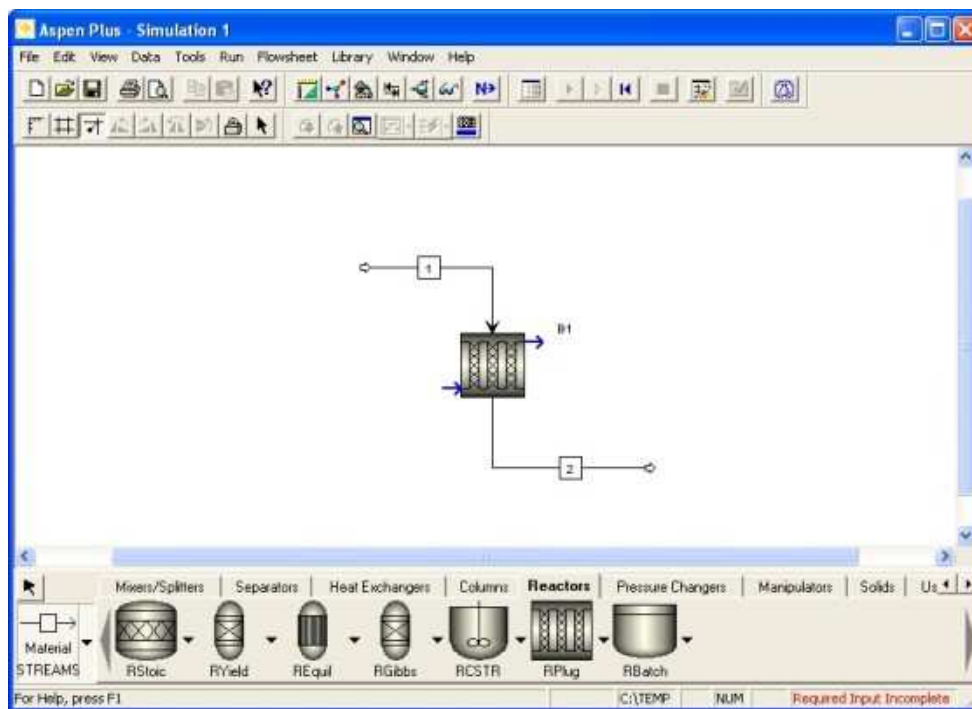 Aspen Plus - Simulation 1
File Edit View Data Tools Run Flowsheet Library Window Help
N
1
B1
2
Mixers/Splitters Separators Heat Exchangers Columns Reactors Pressure Changers Manipulators Solids Us
Material
STREAMS RStoic RYield REquil RGibbs RCSTR RPlug RBatch
For Help, press F1 C:\TEMP NUM Required Input Incomplete